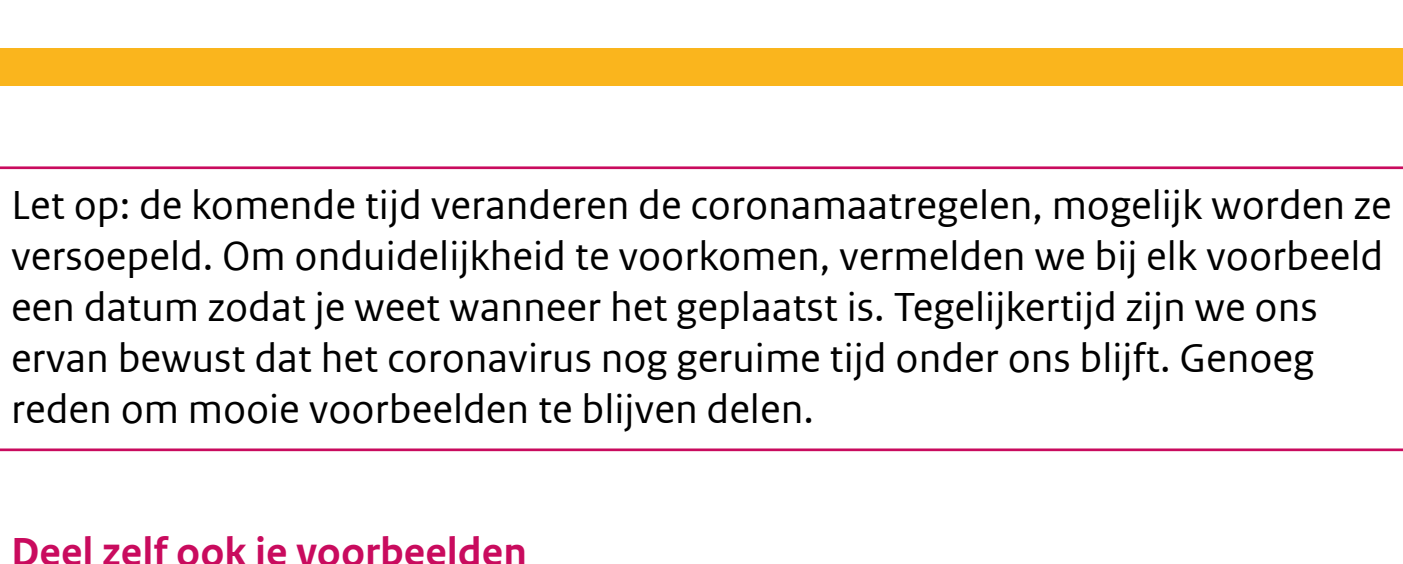 Let op: de komende tijd veranderen de coronamaatregelen, mogelijk worden ze
versoepeld. Om onduidelijkheid te voorkomen, vermelden we bij elk voorbeeld
een datum zodat je weet wanneer het geplaatst is. Tegelijkertijd zijn we ons
ervan bewust dat het coronavirus nog geruime tijd onder ons blijft. Genoeg
reden om mooie voorbeelden te blijven delen.
Deel zelf ook je voorbeelden